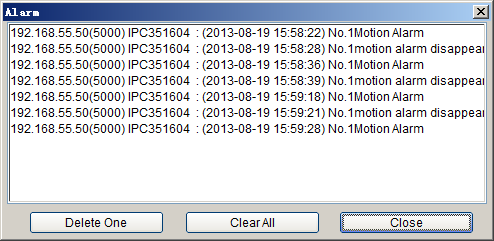 Alarm
192.168.55.50(5000) IPC351604 : (2013-08-19 15:58:22) No.1Motion Alarm
192.168.55.50(5000) IPC351604 : (2013-08-19 15:58:28) No.1motion alarm disappear
192.168.55.50(5000) IPC351604 : (2013-08-19 15:58:36) No.1Motion Alarm
192.168.55.50(5000) IPC351604 : (2013-08-19 15:58:39) No.1motion alarm disappear
192.168.55.50(5000) IPC351604 : (2013-08-19 15:59:18) No.1Motion Alarm
192.168.55.50(5000) IPC351604 : (2013-08-19 15:59:21) No.1motion alarm disappear
192.168.55.50(5000) IPC351604 : (2013-08-19 15:59:28) No.1Motion Alarm
Delete One
Clear All
Close